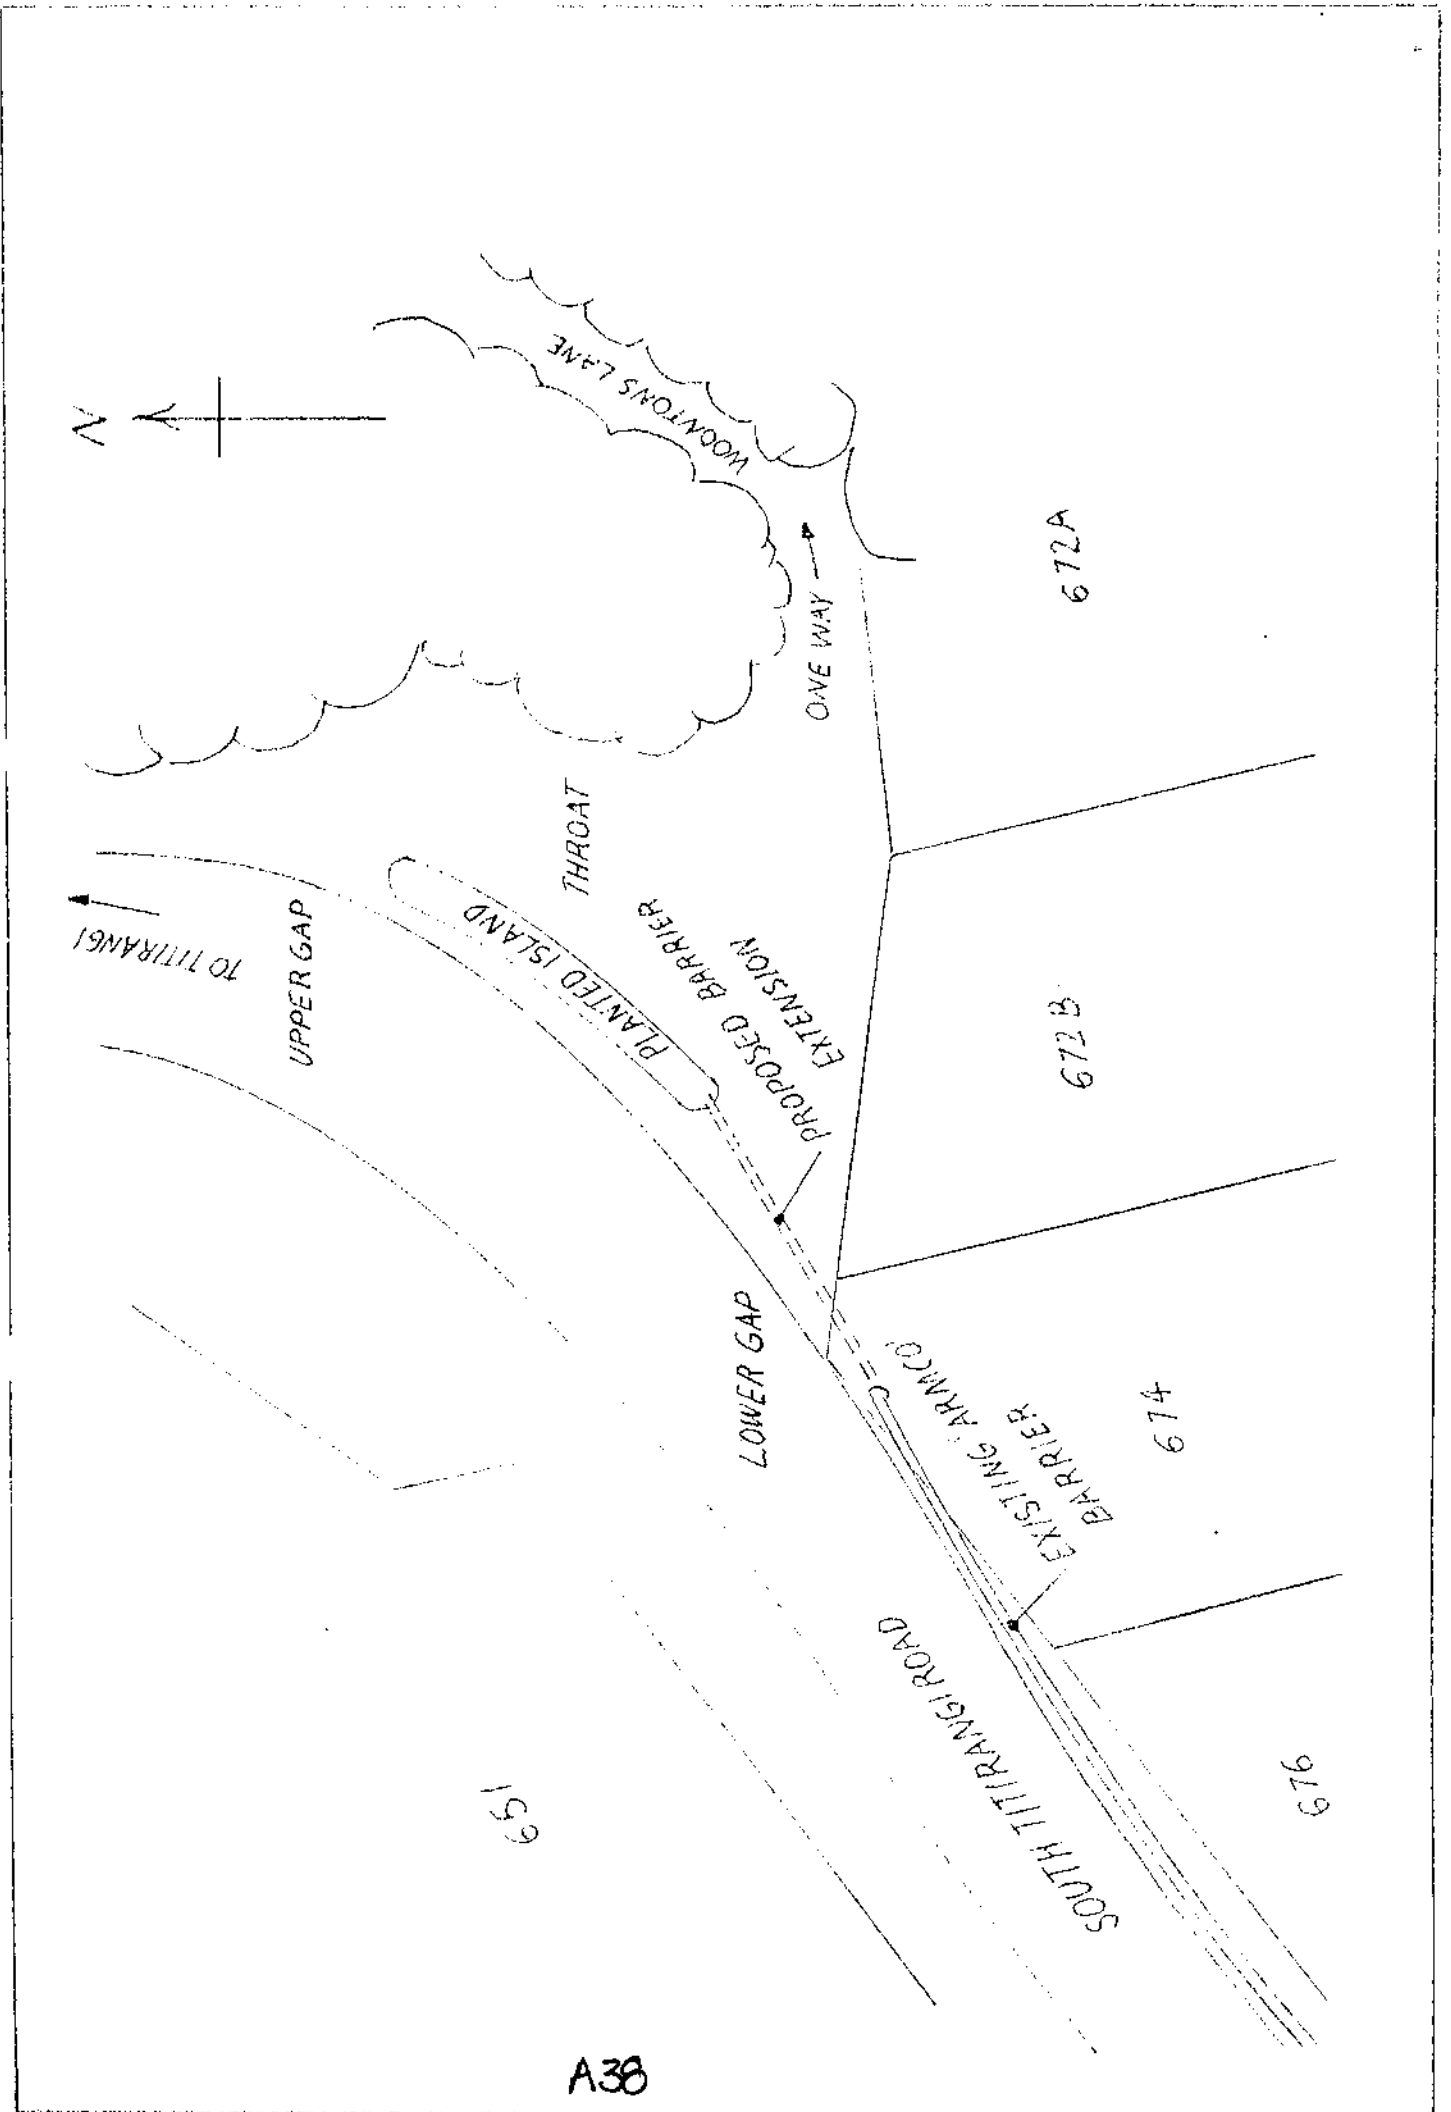 N
WOONTONS LANE
ONE WAY
672A
TO TITIRANGI
UPPER GAP
THROAT
PLANTED ISLAND
PROPOSED BARRIER
EXTENSION
672B
LOWER GAP
EXISTING 'ARMCO'
BARRIER
674
SOUTH TITIRANGI ROAD
651
676
A38